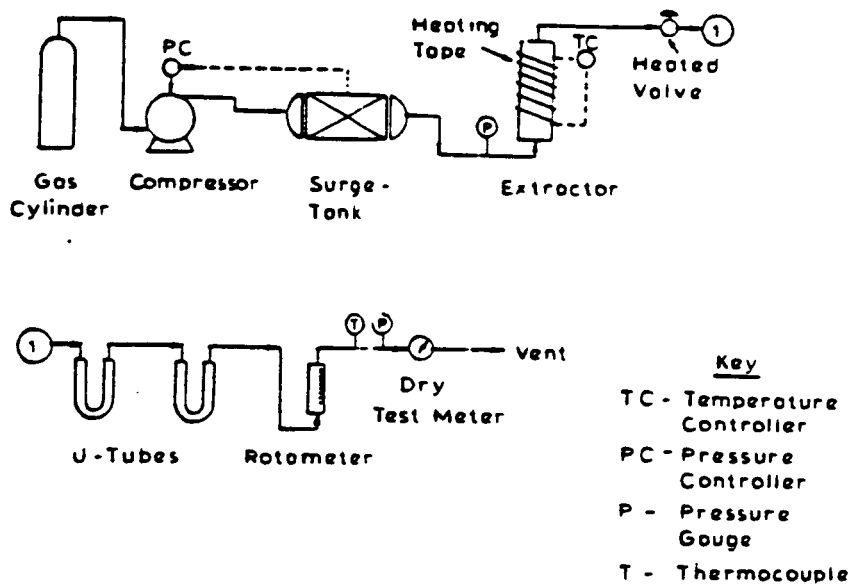 PC
Gas
Cylinder
Compressor
Surge-
Tank
P
Heating
Tape
TC
Extractor
Heated
Valve
1
1
U-Tubes
Rotometer
T
P
Dry
Test Meter
Vent
Key
TC - Temperature
Controller
PC - Pressure
Controller
P - Pressure
Gauge
T - Thermocouple